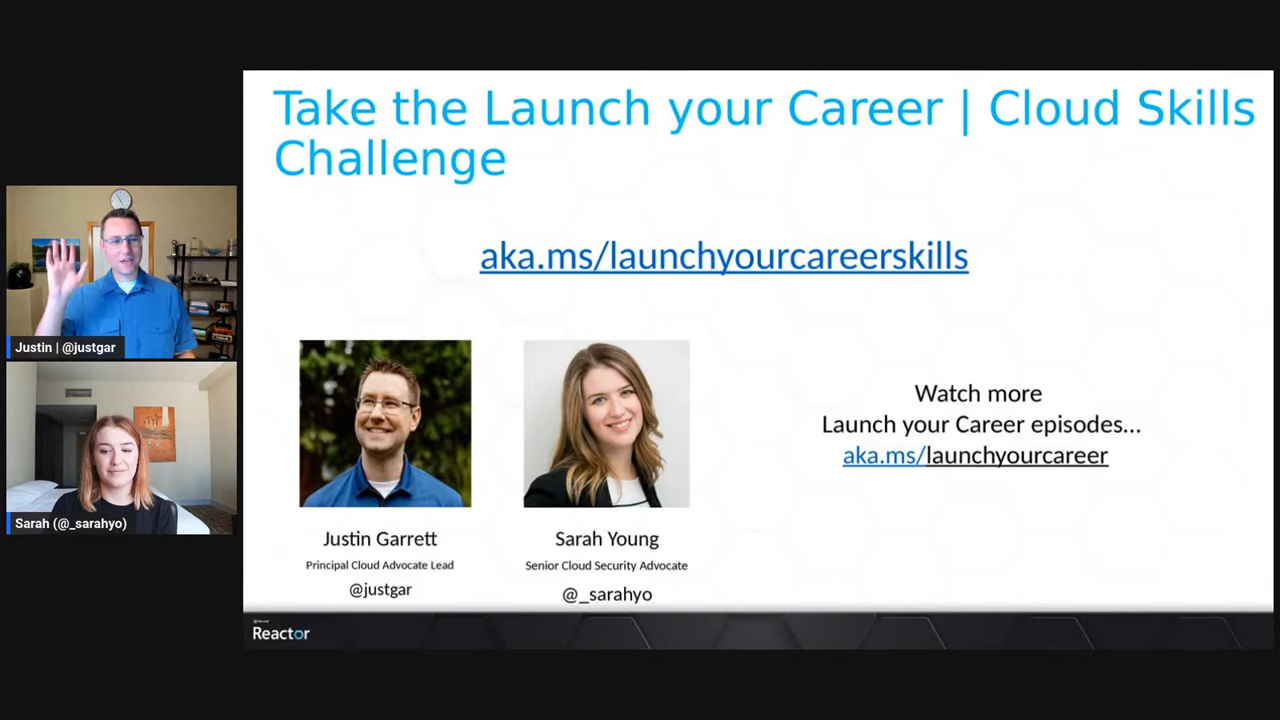 Take the Launch your Career | Cloud Skills
Challenge
aka.ms/launchyourcareerskills
Justin | @justgar
Sarah (@_sarahyo)
Watch more
Launch your Career episodes...
aka.ms/launchyourcareer
Justin Garrett
Principal Cloud Advocate Lead
@justgar
Sarah Young
Senior Cloud Security Advocate
@_sarahyo
Microsoft
Reactor